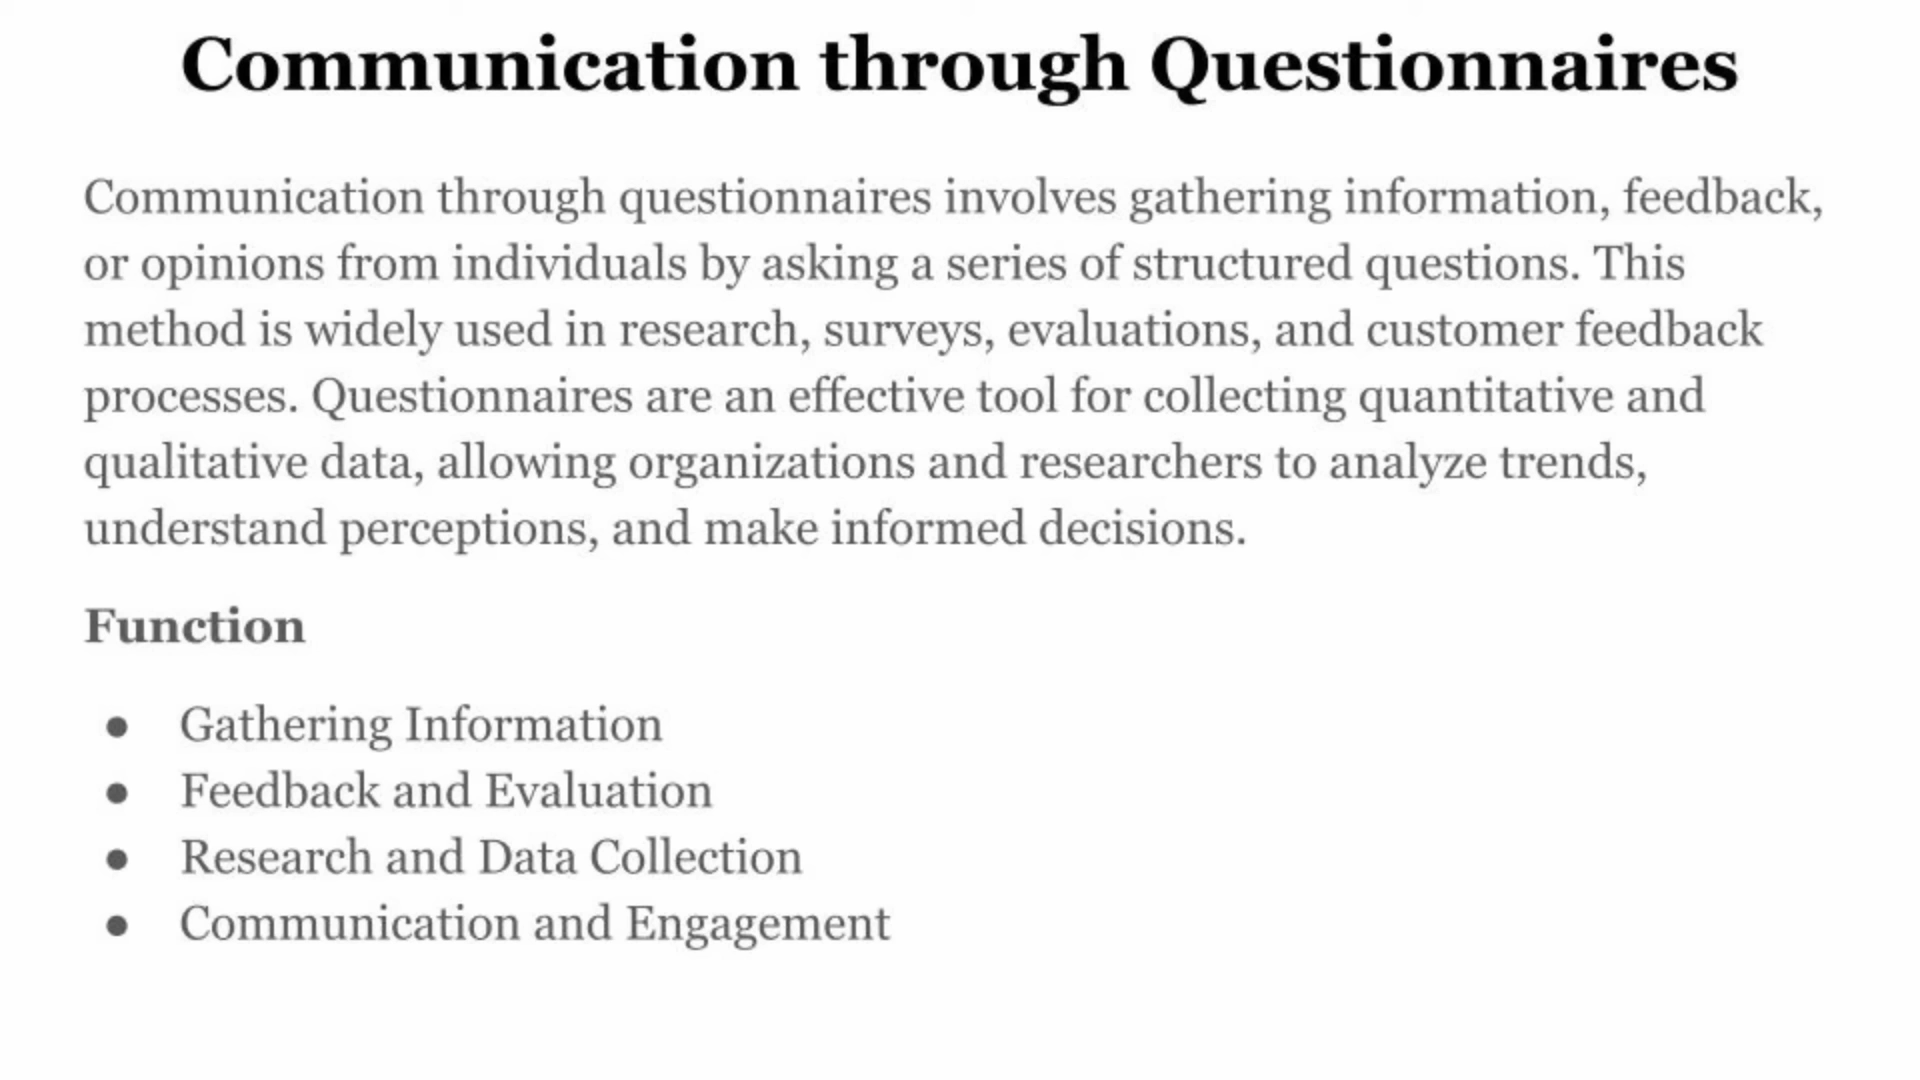 Communication through Questionnaires
Communication through questionnaires involves gathering information, feedback,
or opinions from individuals by asking a series of structured questions. This
method is widely used in research, surveys, evaluations, and customer feedback
processes. Questionnaires are an effective tool for collecting quantitative and
qualitative data, allowing organizations and researchers to analyze trends,
understand perceptions, and make informed decisions.
Function
● Gathering Information
● Feedback and Evaluation
● Research and Data Collection
● Communication and Engagement